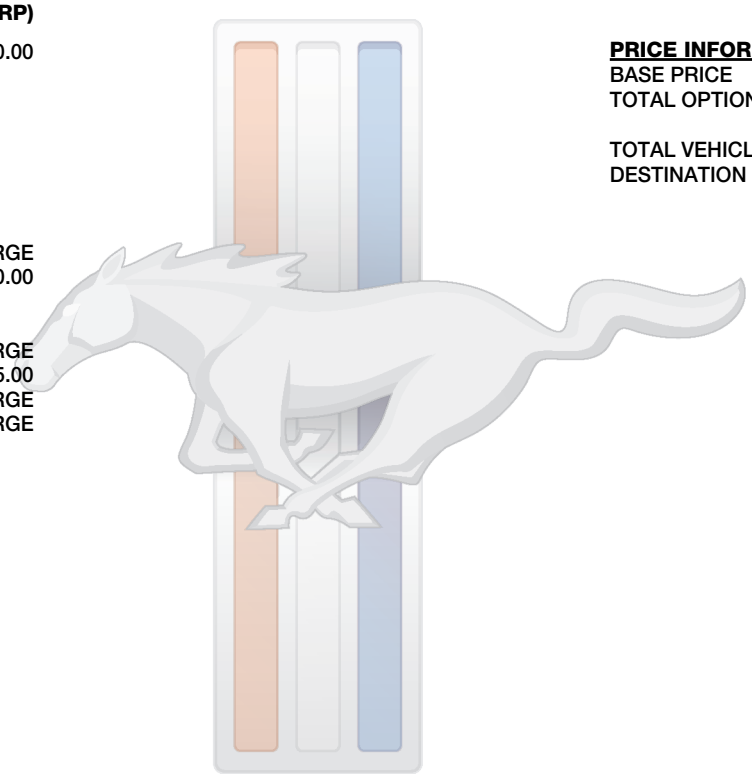 RP)
0.00
RGE
0.00
RGE
5.00
RGE
RGE
PRICE INFOR
BASE PRICE
TOTAL OPTION
TOTAL VEHICL
DESTINATION